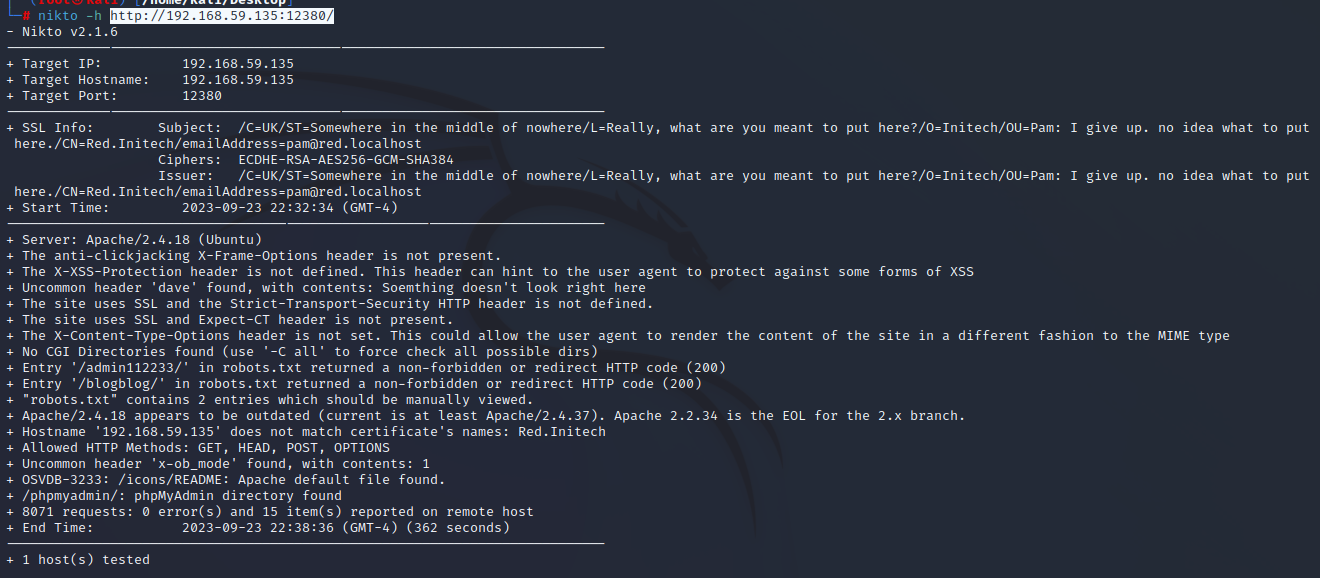 (root㉿kali)-[/home/kali/Desktop]
# nikto -h http://192.168.59.135:12380/
- Nikto v2.1.6
+ Target IP: 192.168.59.135
+ Target Hostname: 192.168.59.135
+ Target Port: 12380
+ SSL Info: Subject: /C=UK/ST=Somewhere in the middle of nowhere/L=Really, what are you meant to put here?/O=Initech/OU=Pam: I give up. no idea what to put
here./CN=Red.Initech/emailAddress=pam@red.localhost
Ciphers: ECDHE-RSA-AES256-GCM-SHA384
Issuer: /C=UK/ST=Somewhere in the middle of nowhere/L=Really, what are you meant to put here?/O=Initech/OU=Pam: I give up. no idea what to put
here./CN=Red.Initech/emailAddress=pam@red.localhost
+ Start Time: 2023-09-23 22:32:34 (GMT-4)
+ Server: Apache/2.4.18 (Ubuntu)
+ The anti-clickjacking X-Frame-Options header is not present.
+ The X-XSS-Protection header is not defined. This header can hint to the user agent to protect against some forms of XSS
+ Uncommon header 'dave' found, with contents: Soemthing doesn't look right here
+ The site uses SSL and the Strict-Transport-Security HTTP header is not defined.
+ The site uses SSL and Expect-CT header is not present.
+ The X-Content-Type-Options header is not set. This could allow the user agent to render the content of the site in a different fashion to the MIME type
+ No CGI Directories found (use '-C all' to force check all possible dirs)
+ Entry '/admin112233/' in robots.txt returned a non-forbidden or redirect HTTP code (200)
+ Entry '/blogblog/' in robots.txt returned a non-forbidden or redirect HTTP code (200)
+ "robots.txt" contains 2 entries which should be manually viewed.
+ Apache/2.4.18 appears to be outdated (current is at least Apache/2.4.37). Apache 2.2.34 is the EOL for the 2.x branch.
+ Hostname '192.168.59.135' does not match certificate's names: Red.Initech
+ Allowed HTTP Methods: GET, HEAD, POST, OPTIONS
+ Uncommon header 'x-ob_mode' found, with contents: 1
+ OSVDB-3233: /icons/README: Apache default file found.
+ /phpmyadmin/: phpMyAdmin directory found
+ 8071 requests: 0 error(s) and 15 item(s) reported on remote host
+ End Time: 2023-09-23 22:38:36 (GMT-4) (362 seconds)
+ 1 host(s) tested